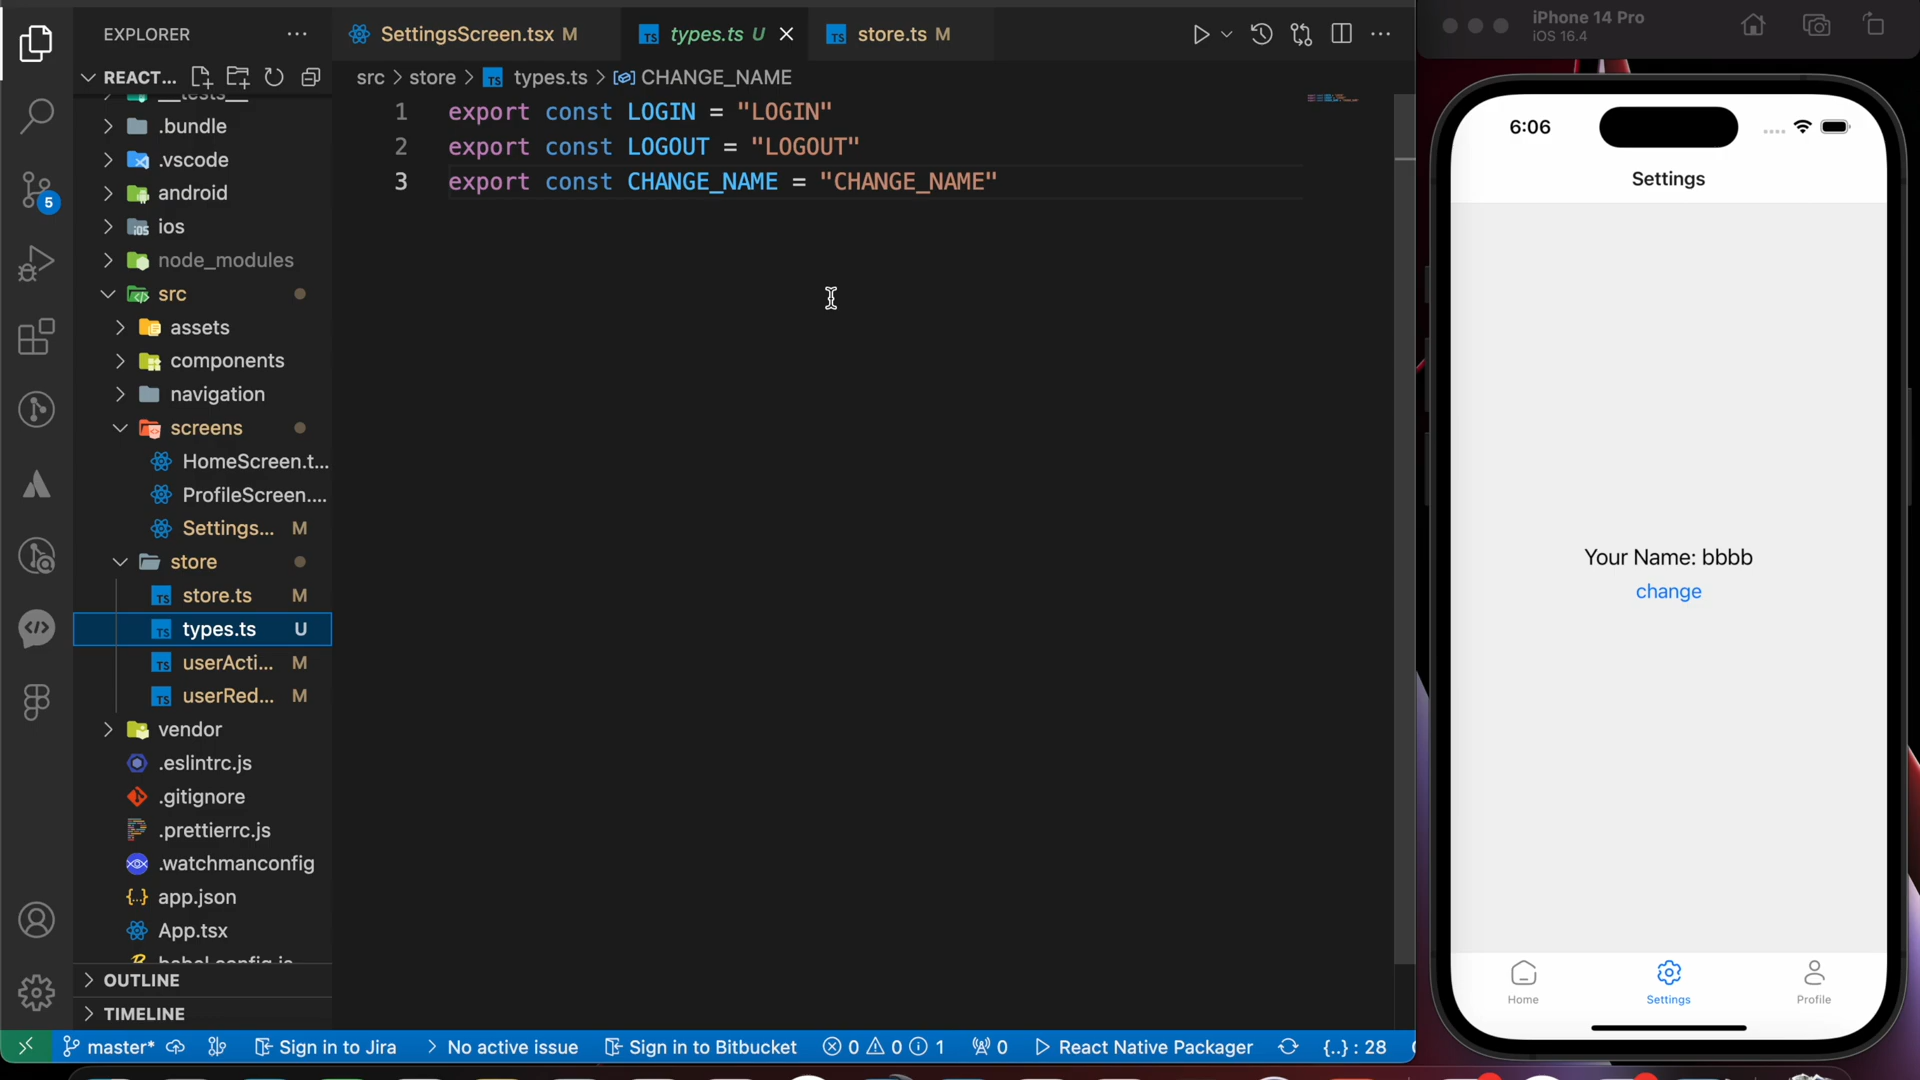 EXPLORER
SettingsScreen.tsx M
types.ts U
store.ts M
iPhone 14 Pro
iOS 16.4
REACT...
src > store > types.ts > CHANGE_NAME
1 export const LOGIN = "LOGIN"
2 export const LOGOUT = "LOGOUT"
3 export const CHANGE_NAME = "CHANGE_NAME"
__tests__
.bundle
.vscode
android
ios
node_modules
src
assets
components
navigation
screens
HomeScreen.t...
ProfileScreen....
Settings... M
store
store.ts M
types.ts U
userActi... M
userRed... M
vendor
.eslintrc.js
.gitignore
.prettierrc.js
.watchmanconfig
app.json
App.tsx
babel.config.js
OUTLINE
TIMELINE
5
6:06
Settings
Your Name: bbbb
change
Home
Settings
Profile
master*
Sign in to Jira
No active issue
Sign in to Bitbucket
0 0 1
0
React Native Packager
{..} : 28